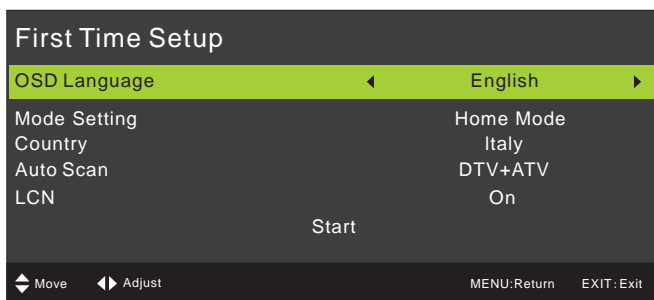 First Time Setup
OSD Language English
Mode Setting Home Mode
Country Italy
Auto Scan DTV+ATV
LCN On
Start
Move Adjust MENU:Return EXIT:Exit